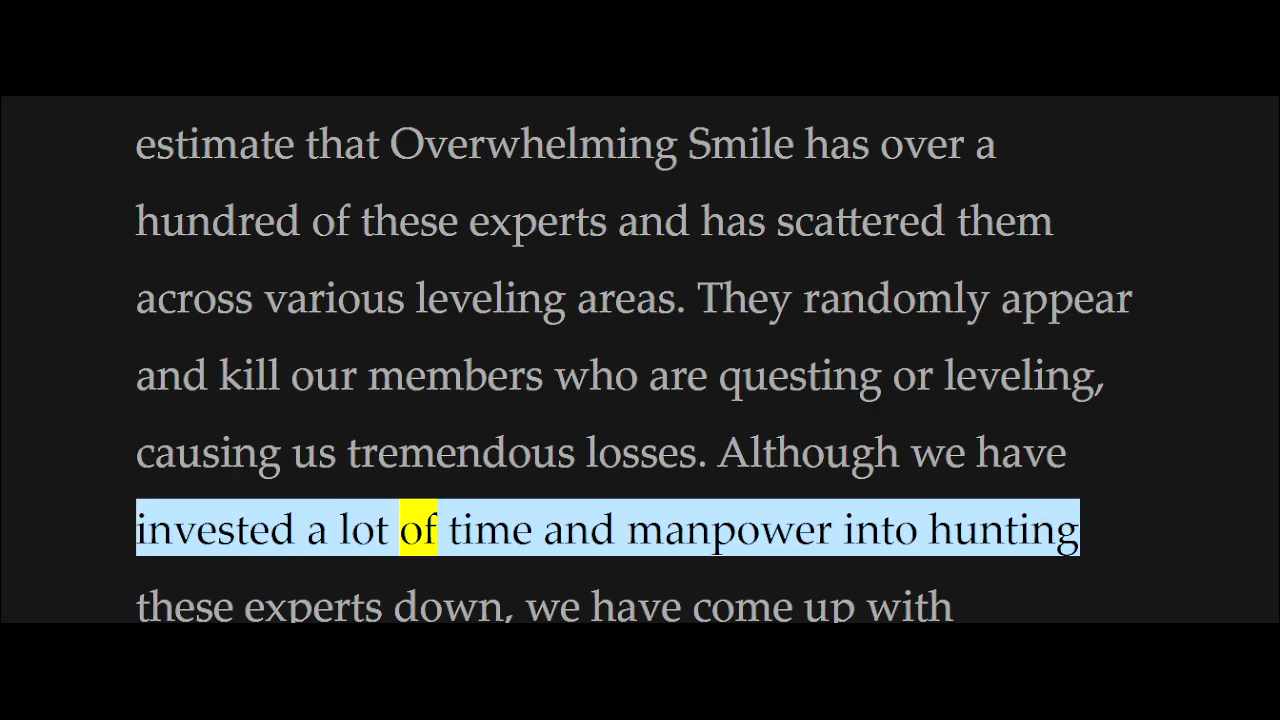 estimate that Overwhelming Smile has over a
hundred of these experts and has scattered them
across various leveling areas. They randomly appear
and kill our members who are questing or leveling,
causing us tremendous losses. Although we have
invested a lot of time and manpower into hunting
these experts down, we have come up with